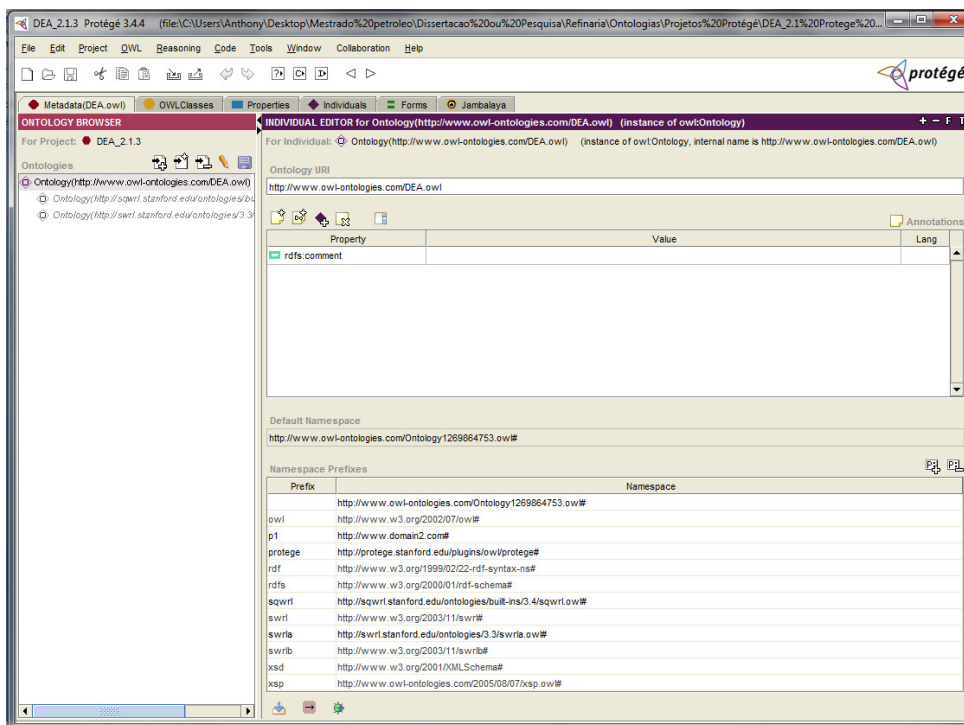 DEA_2.1.3 Protégé 3.4.4 (file:\C:\Users\Anthony\Desktop\Mestrado%20petroleo\Dissertacao%20ou%20Pesquisa\Refinaria\Ontologias\Projetos%20Protégé\DEA_2.1%20Protege%20...
File Edit Project OWL Reasoning Code Tools Window Collaboration Help
protégé
Metadata(DEA.owl) OWLClasses Properties Individuals Forms Jambalaya
ONTOLOGY BROWSER
For Project: DEA_2.1.3
Ontologies
Ontology(http://www.owl-ontologies.com/DEA.owl)
Ontology(http://sqwrl.stanford.edu/ontologies/bu
Ontology(http://swrl.stanford.edu/ontologies/3.3/
INDIVIDUAL EDITOR for Ontology(http://www.owl-ontologies.com/DEA.owl) (instance of owl:Ontology) + - F T
For Individual: Ontology(http://www.owl-ontologies.com/DEA.owl) (instance of owl:Ontology, internal name is http://www.owl-ontologies.com/DEA.owl)
Ontology URI
http://www.owl-ontologies.com/DEA.owl
Annotations
Property Value Lang
rdfs:comment
Default Namespace
http://www.owl-ontologies.com/Ontology1269864753.owl#
Namespace Prefixes
Prefix Namespace
http://www.owl-ontologies.com/Ontology1269864753.owl#
owl http://www.w3.org/2002/07/owl#
p1 http://www.domain2.com#
protege http://protege.stanford.edu/plugins/owl/protege#
rdf http://www.w3.org/1999/02/22-rdf-syntax-ns#
rdfs http://www.w3.org/2000/01/rdf-schema#
sqwrl http://sqwrl.stanford.edu/ontologies/built-ins/3.4/sqwrl.owl#
swrl http://www.w3.org/2003/11/swrl#
swrla http://swrl.stanford.edu/ontologies/3.3/swrla.owl#
swrlb http://www.w3.org/2003/11/swrlb#
xsd http://www.w3.org/2001/XMLSchema#
xsp http://www.owl-ontologies.com/2005/08/07/xsp.owl#